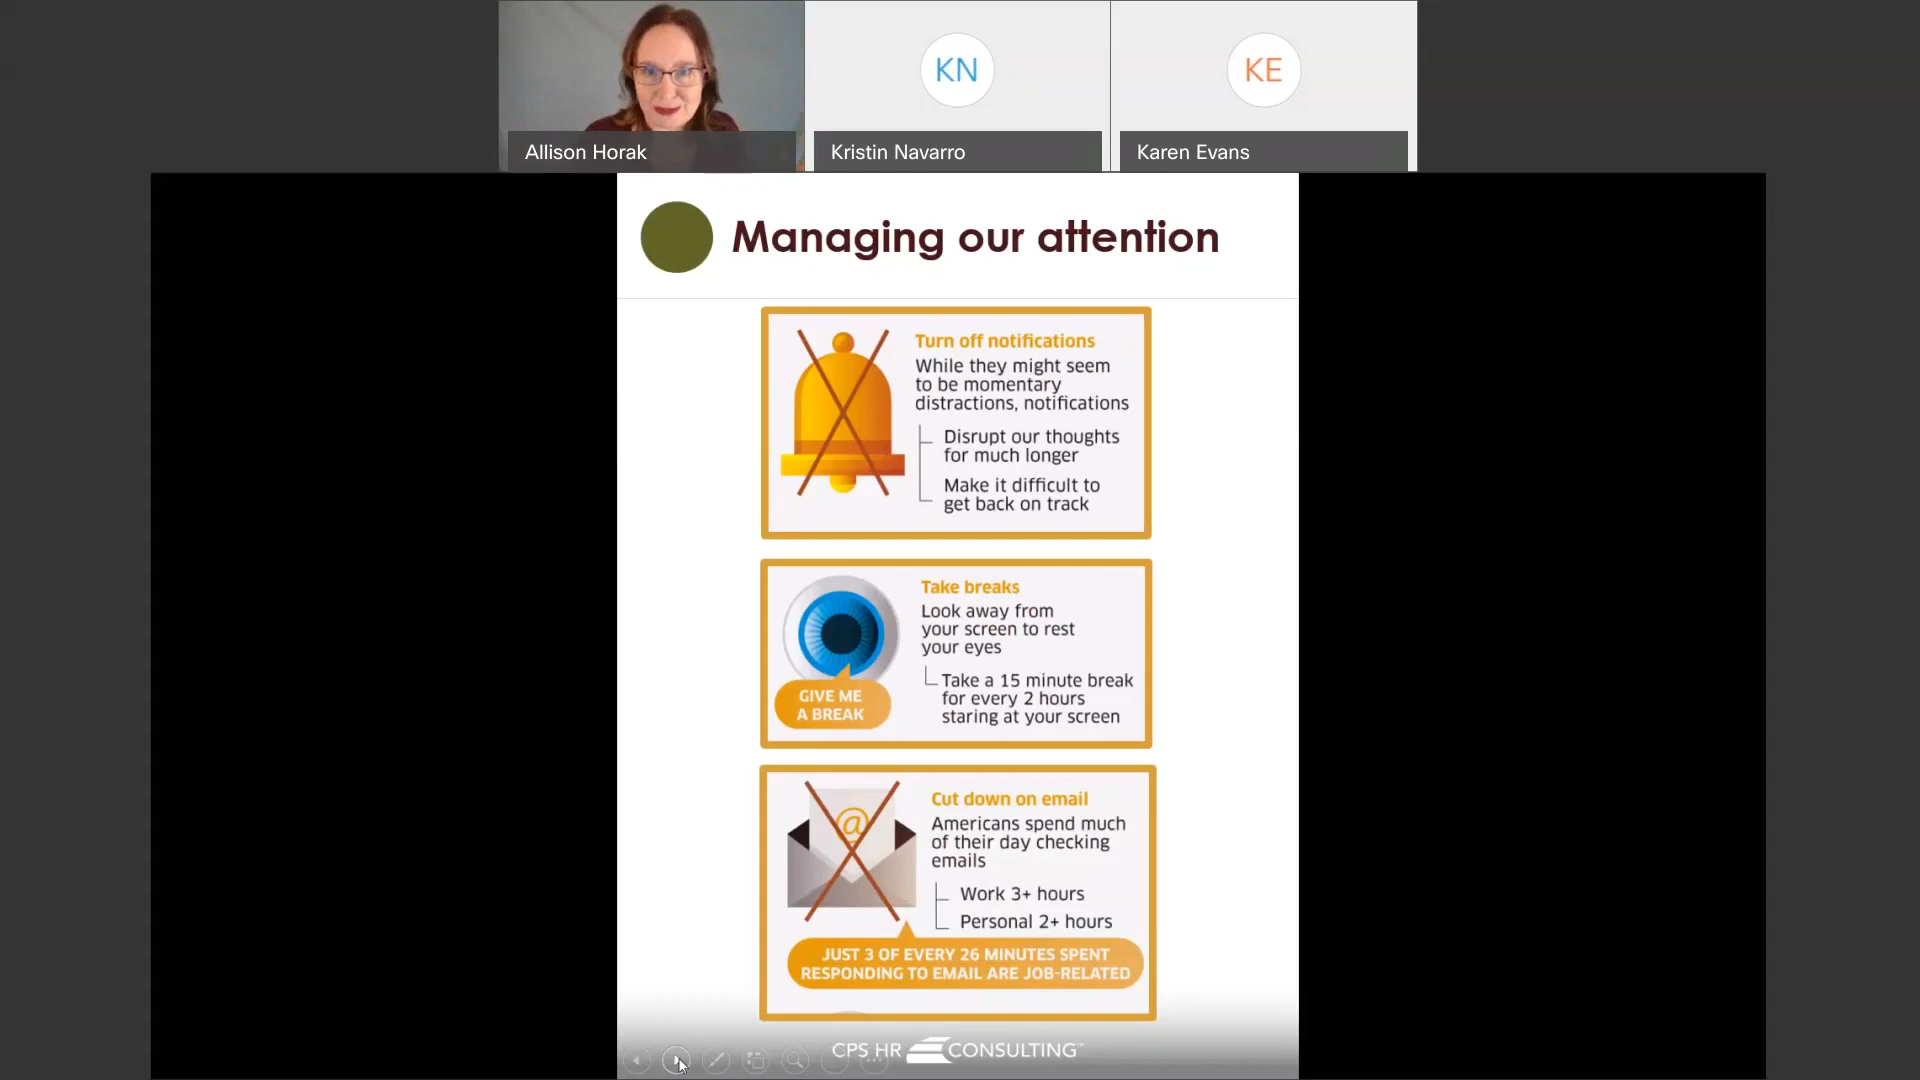 KN
KE
Allison Horak
Kristin Navarro
Karen Evans
Managing our attention
Turn off notifications
While they might seem
to be momentary
distractions, notifications
Disrupt our thoughts
for much longer
Make it difficult to
get back on track
Take breaks
Look away from
your screen to rest
your eyes
Take a 15 minute break
for every 2 hours
staring at your screen
GIVE ME
A BREAK
Cut down on email
Americans spend much
of their day checking
emails
Work 3+ hours
Personal 2+ hours
@
JUST 3 OF EVERY 26 MINUTES SPENT
RESPONDING TO EMAIL ARE JOB-RELATED
CPS HR CONSULTING™